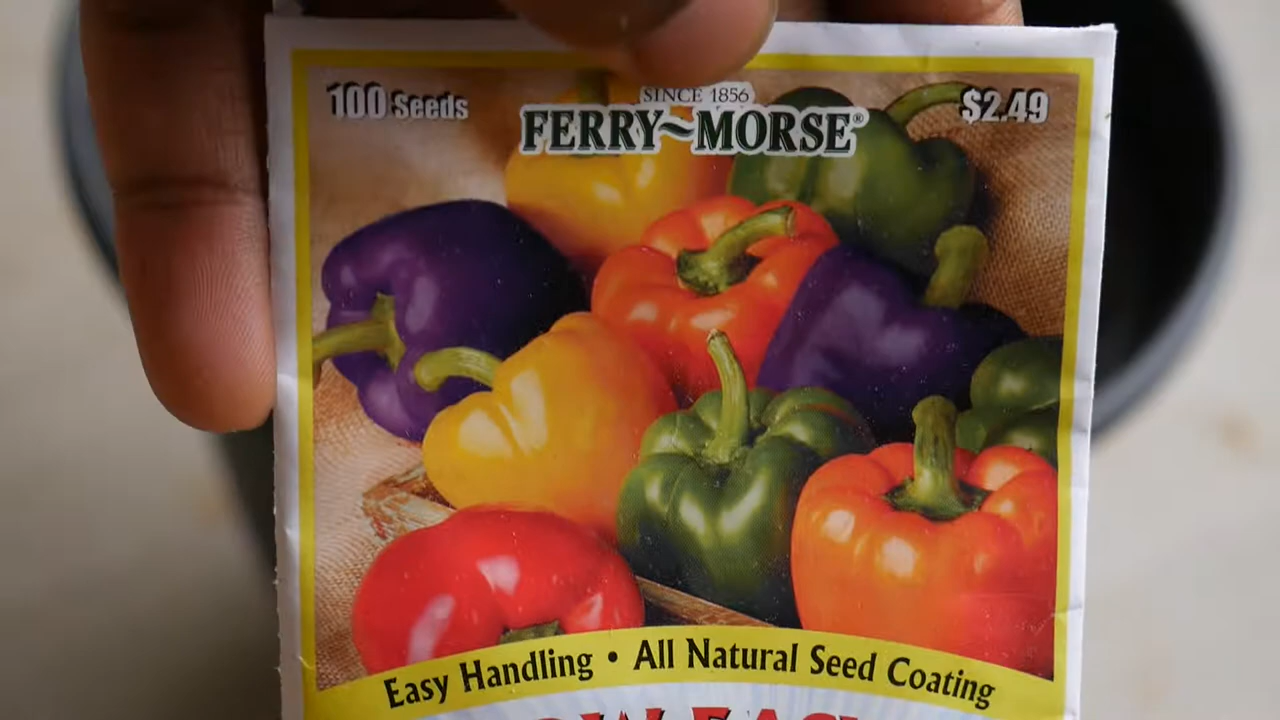 100 Seeds
SINCE 1856
FERRY~MORSE®
$2.49
Easy Handling • All Natural Seed Coating